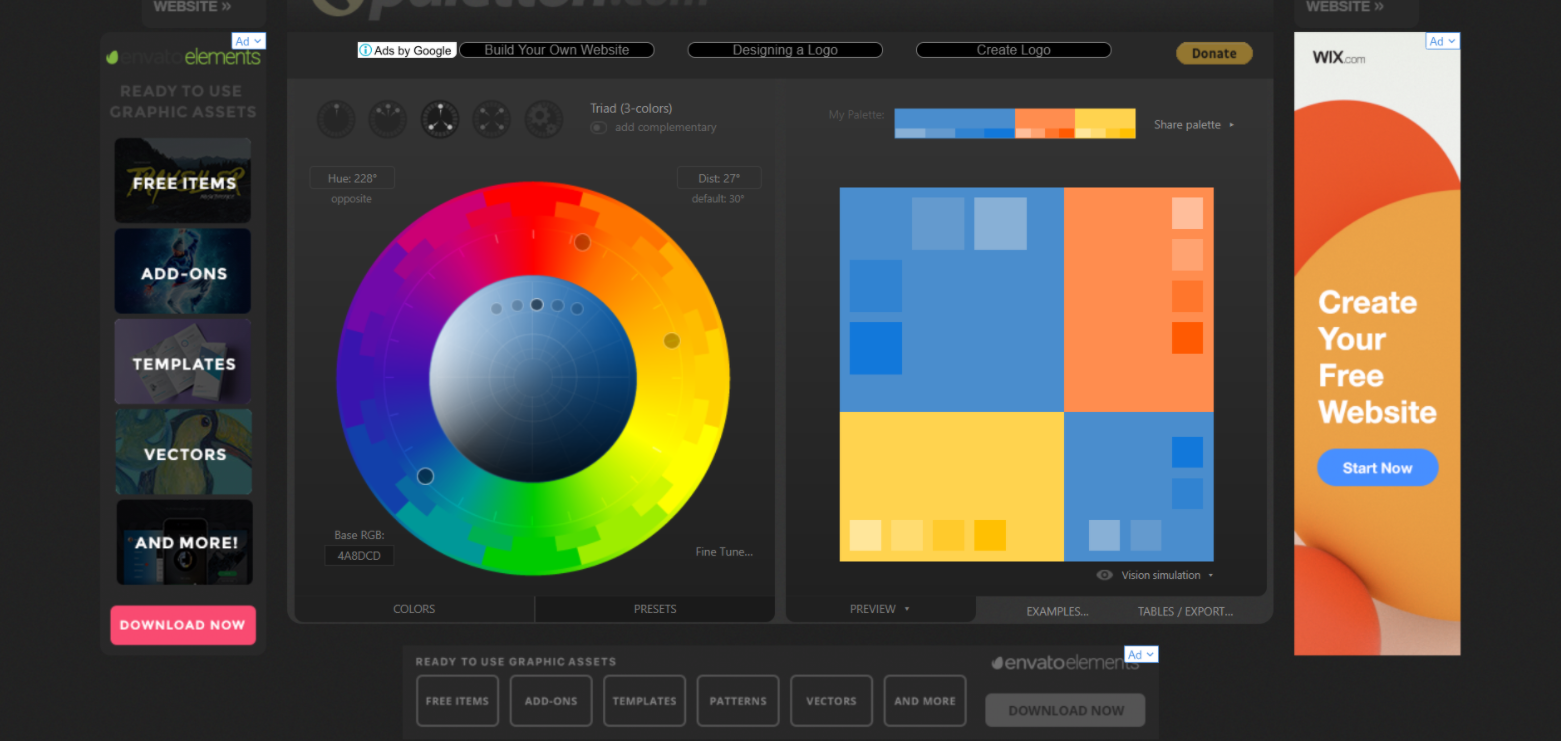 WEBSITE »
WEBSITE »
Ad
envato elements
READY TO USE
GRAPHIC ASSETS
FREE ITEMS
ADD-ONS
TEMPLATES
VECTORS
AND MORE!
DOWNLOAD NOW
Ads by Google
Build Your Own Website
Designing a Logo
Create Logo
Donate
Triad (3-colors)
add complementary
Hue: 228°
opposite
Dist: 27°
default: 30°
Base RGB:
4A8DCD
Fine Tune...
COLORS
PRESETS
My Palette:
Share palette
Vision simulation
PREVIEW
EXAMPLES...
TABLES / EXPORT...
Ad
WIX.com
Create
Your
Free
Website
Start Now
READY TO USE GRAPHIC ASSETS
FREE ITEMS
ADD-ONS
TEMPLATES
PATTERNS
VECTORS
AND MORE
Ad
envatoelements
DOWNLOAD NOW